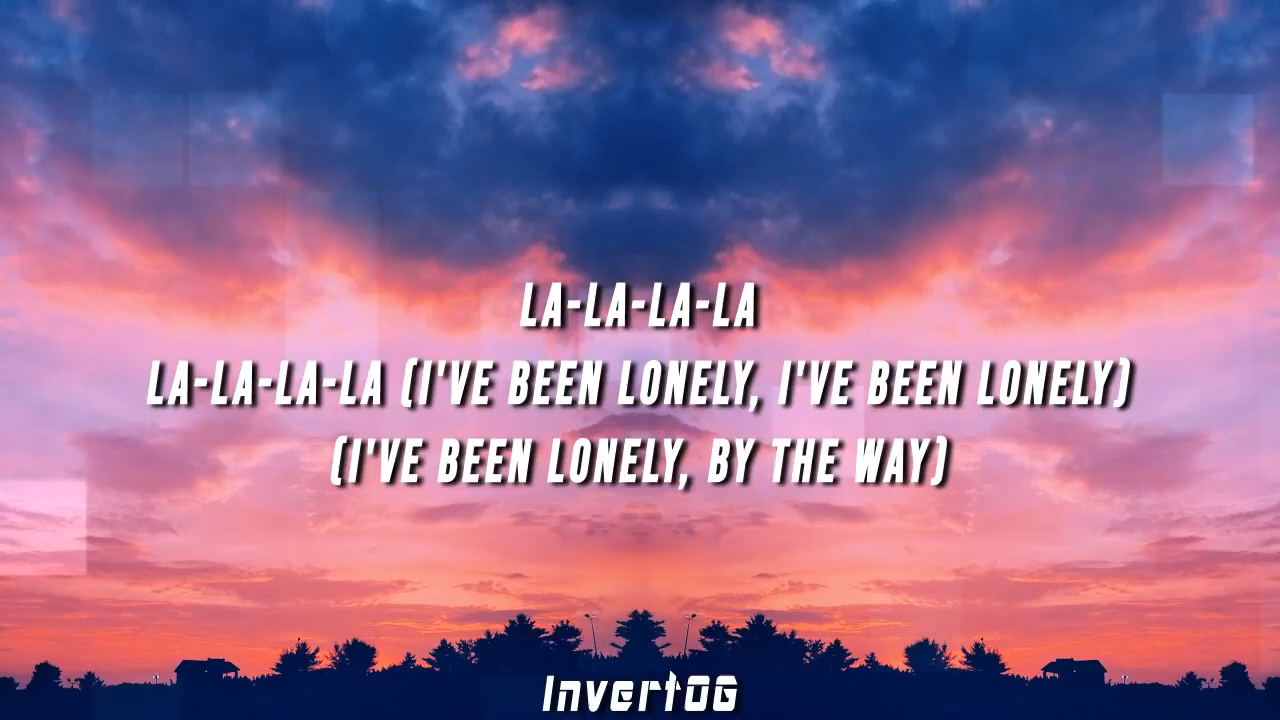 LA-LA-LA-LA
LA-LA-LA-LA (I'VE BEEN LONELY, I'VE BEEN LONELY)
(I'VE BEEN LONELY, BY THE WAY)
InvertOG